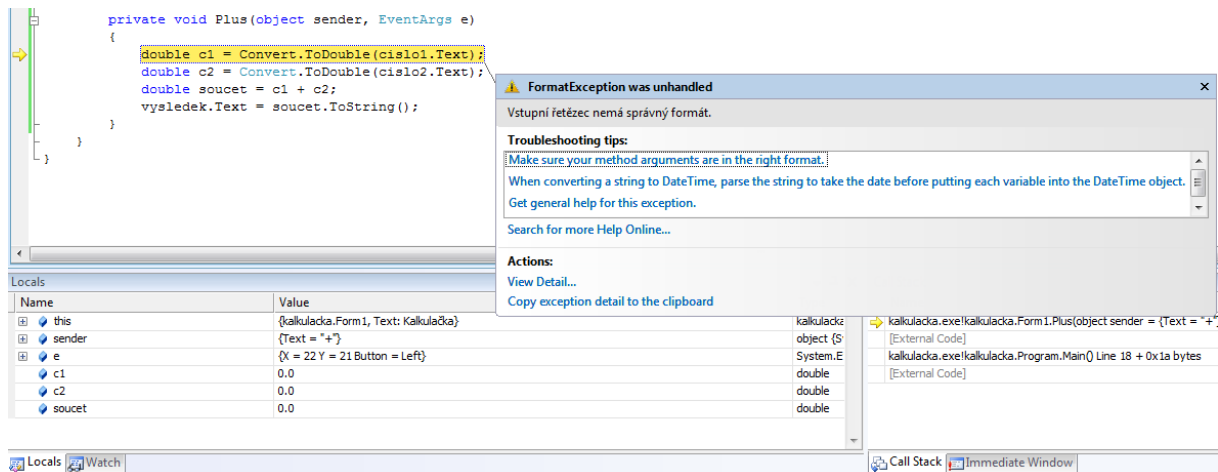 private void Plus(object sender, EventArgs e)
{
double c1 = Convert.ToDouble(cislo1.Text);
double c2 = Convert.ToDouble(cislo2.Text);
double soucet = c1 + c2;
vysledek.Text = soucet.ToString();
}
}
}
FormatException was unhandled
Vstupní řetězec nemá správný formát.
Troubleshooting tips:
Make sure your method arguments are in the right format.
When converting a string to DateTime, parse the string to take the date before putting each variable into the DateTime object.
Get general help for this exception.
Search for more Help Online...
Actions:
View Detail...
Copy exception detail to the clipboard
Locals
Name Value
this {kalkulacka.Form1, Text: Kalkulačka} kalkulacka
sender {Text = "+"} object {S
e {X = 22 Y = 21 Button = Left} System.E
c1 0.0 double
c2 0.0 double
soucet 0.0 double
Locals Watch
kalkulacka.exe!kalkulacka.Form1.Plus(object sender = {Text = "+"
[External Code]
kalkulacka.exe!kalkulacka.Program.Main() Line 18 + 0x1a bytes
[External Code]
Call Stack Immediate Window